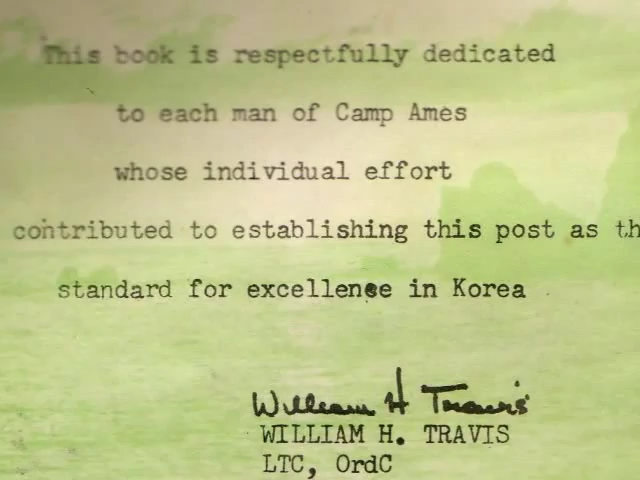 This book is respectfully dedicated
to each man of Camp Ames
whose individual effort
contributed to establishing this post as th
standard for excellence in Korea
William H Travis
WILLIAM H. TRAVIS
LTC, OrdC